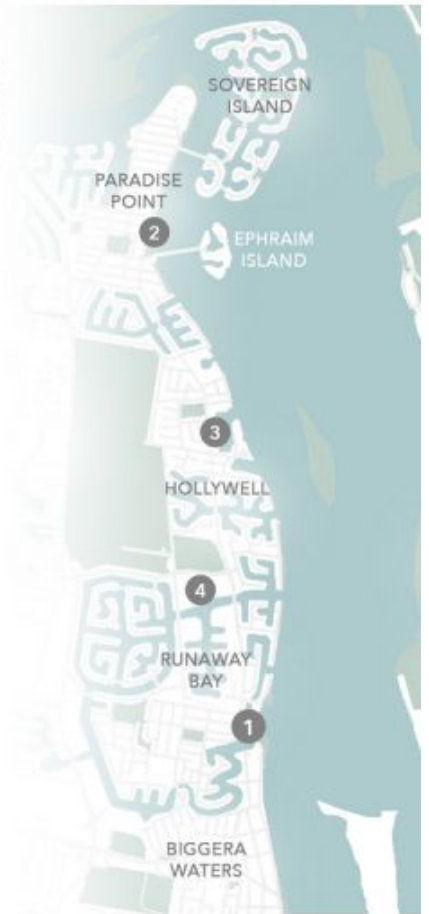 SOVEREIGN
ISLAND
PARADISE
POINT
2
EPHRAIM
ISLAND
3
HOLLYWELL
4
RUNAWAY
BAY
1
BIGGERA
WATERS